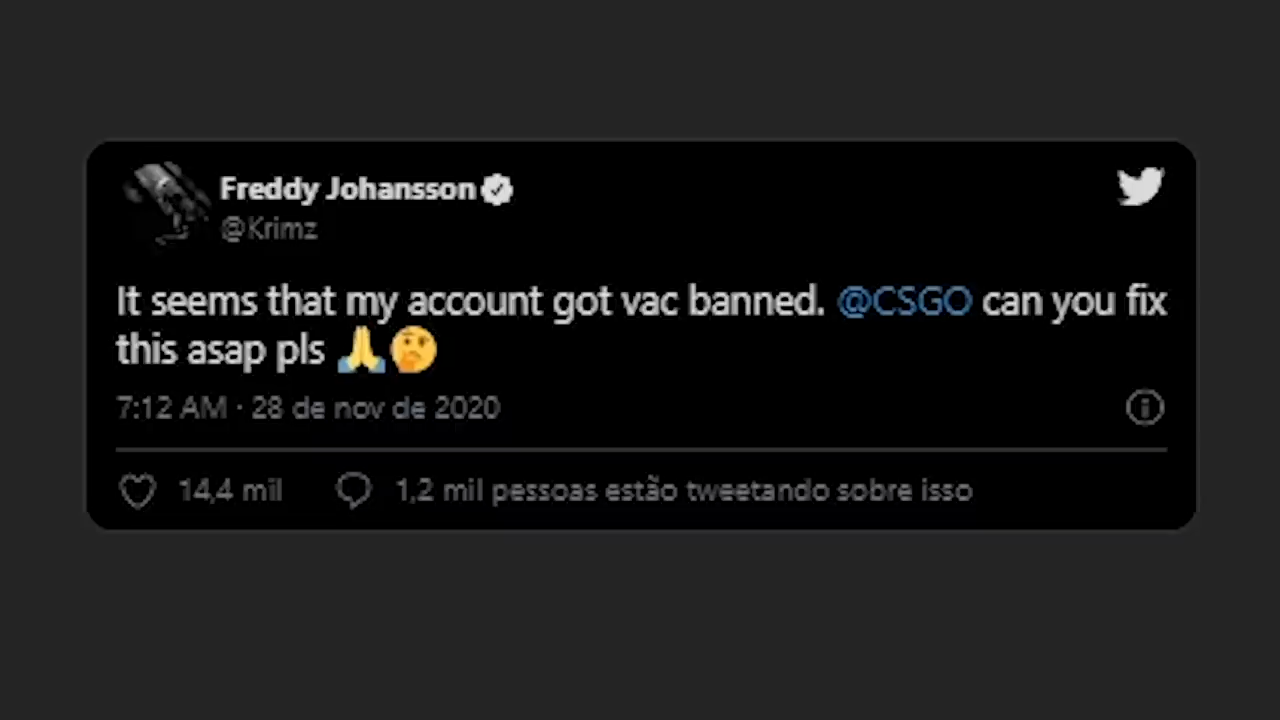 Freddy Johansson
@Krimz
It seems that my account got vac banned. @CSGO can you fix
this asap pls 🙏🤔
7:12 AM · 28 de nov de 2020
14,4 mil 1,2 mil pessoas estão tweetando sobre isso